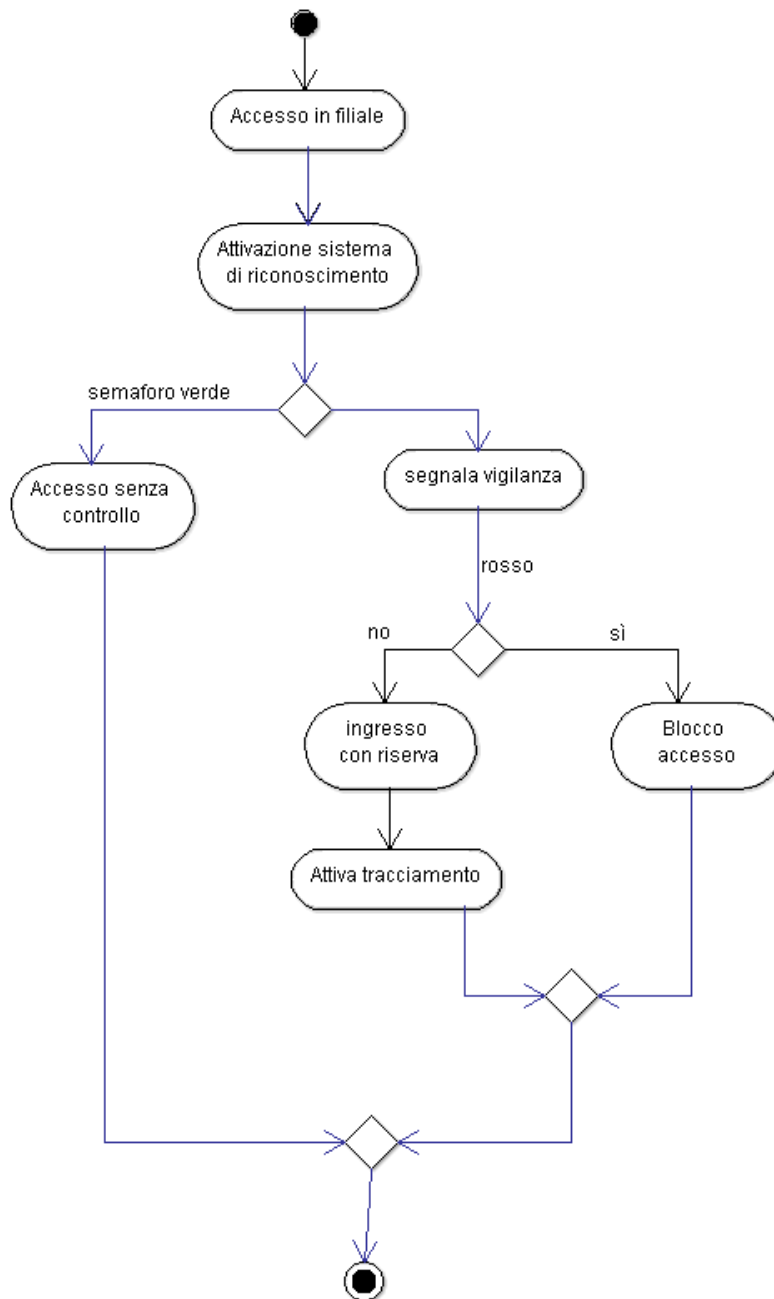 Accesso in filiale
Attivazione sistema
di riconoscimento
semaforo verde
Accesso senza
controllo
segnala vigilanza
rosso
no
sì
ingresso
con riserva
Blocco
accesso
Attiva tracciamento